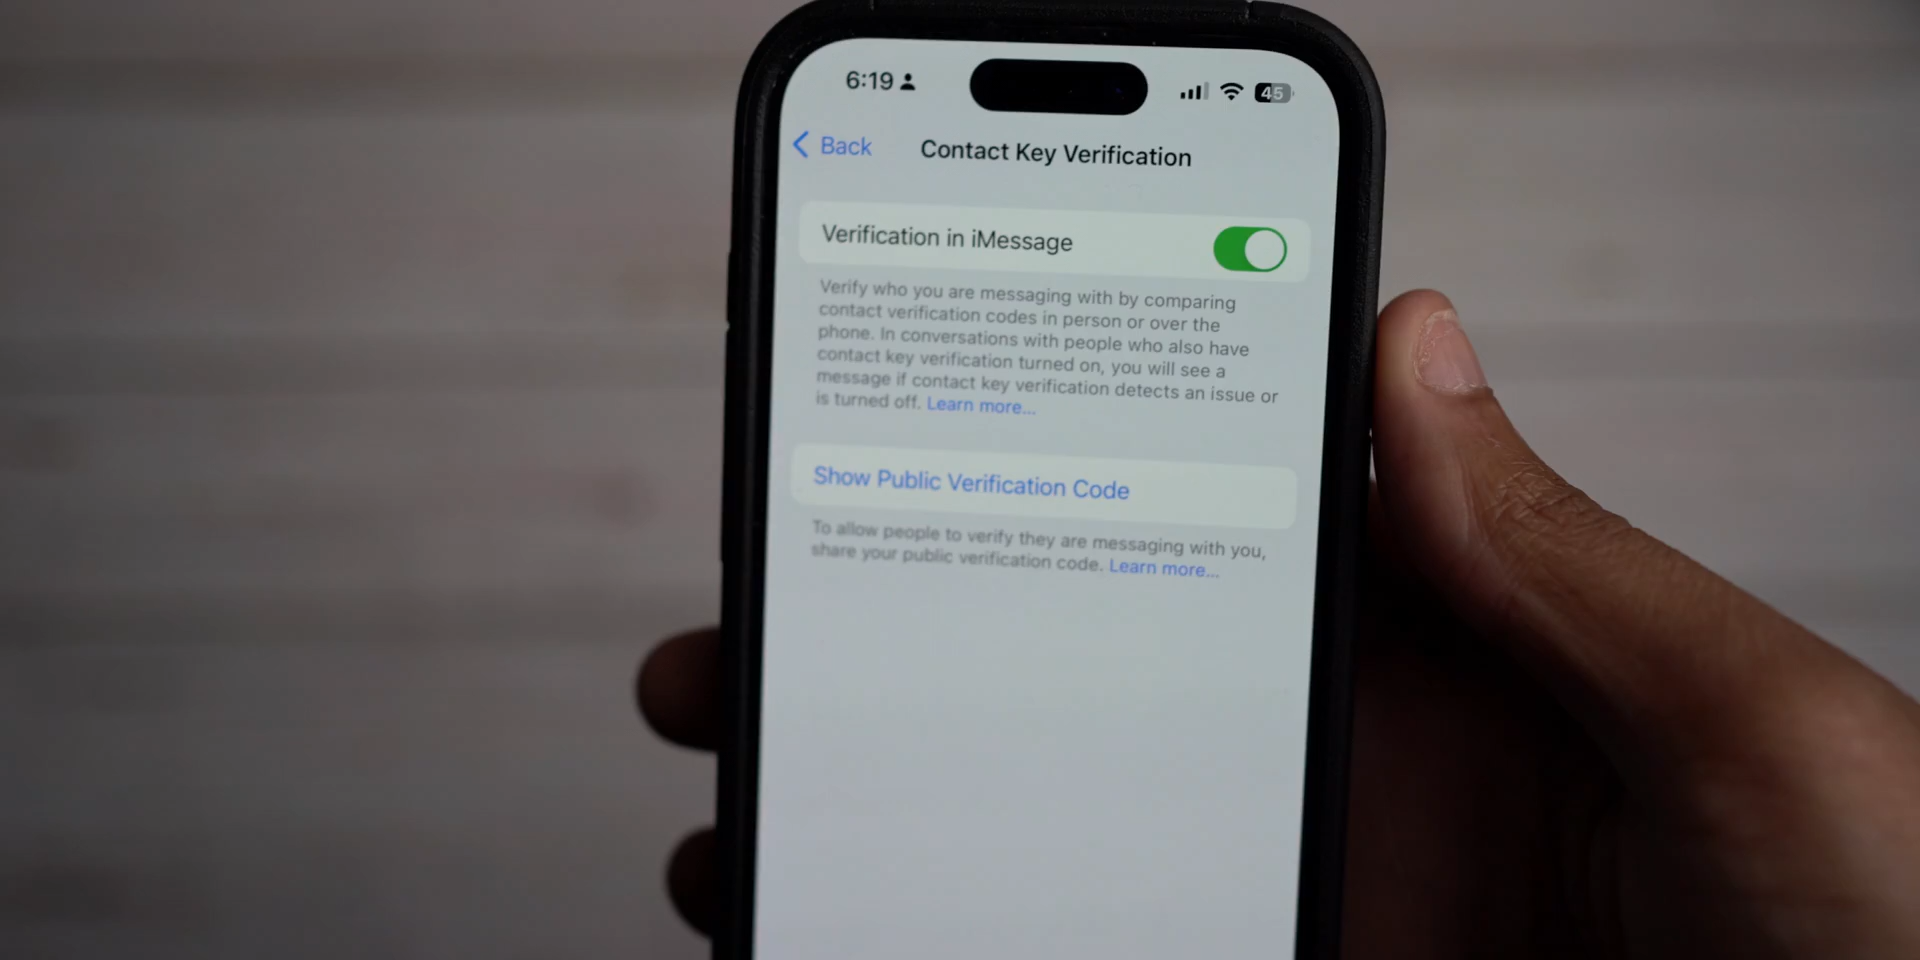 6:19
45
Back
Contact Key Verification
Verification in iMessage
Verify who you are messaging with by comparing
contact verification codes in person or over the
phone. In conversations with people who also have
contact key verification turned on, you will see a
message if contact key verification detects an issue or
is turned off. Learn more...
Show Public Verification Code
To allow people to verify they are messaging with you,
share your public verification code. Learn more...